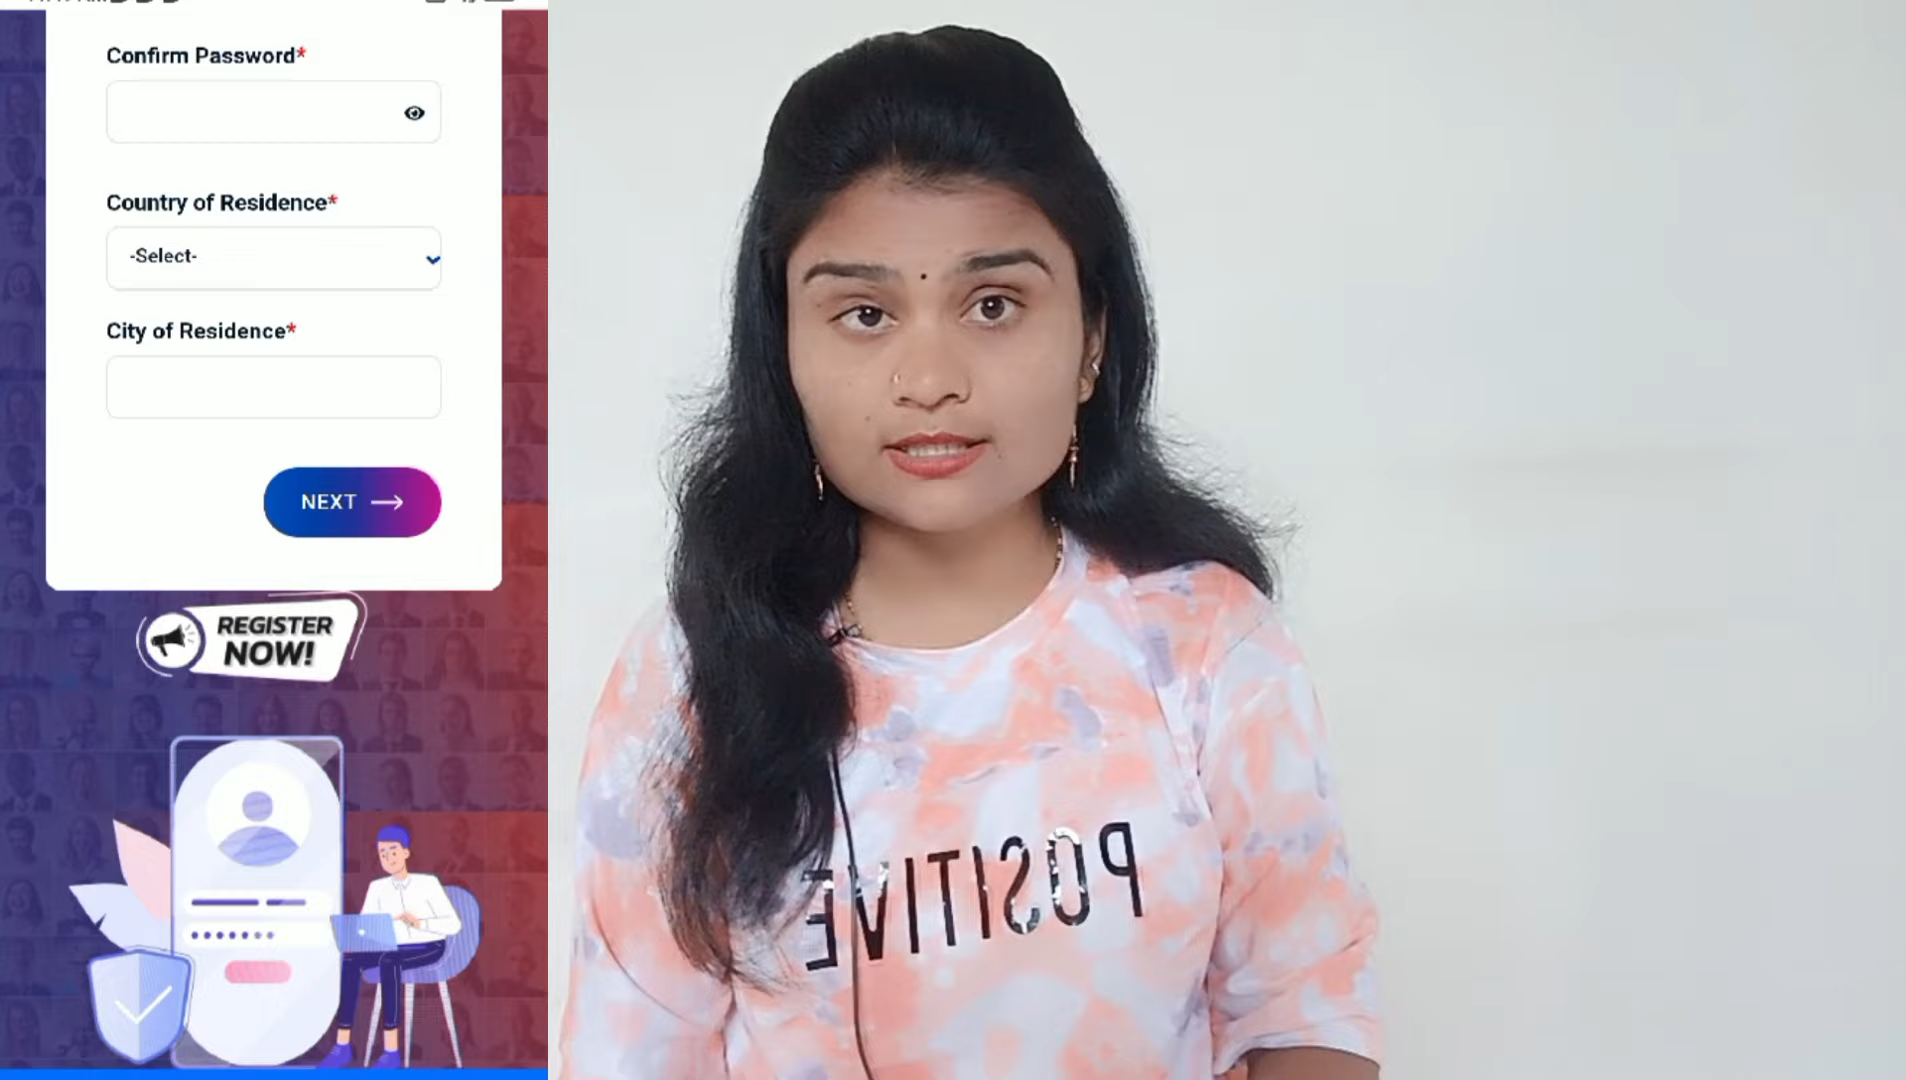 Confirm Password*
Country of Residence*
-Select-
City of Residence*
NEXT
REGISTER
NOW!
POSITIVE